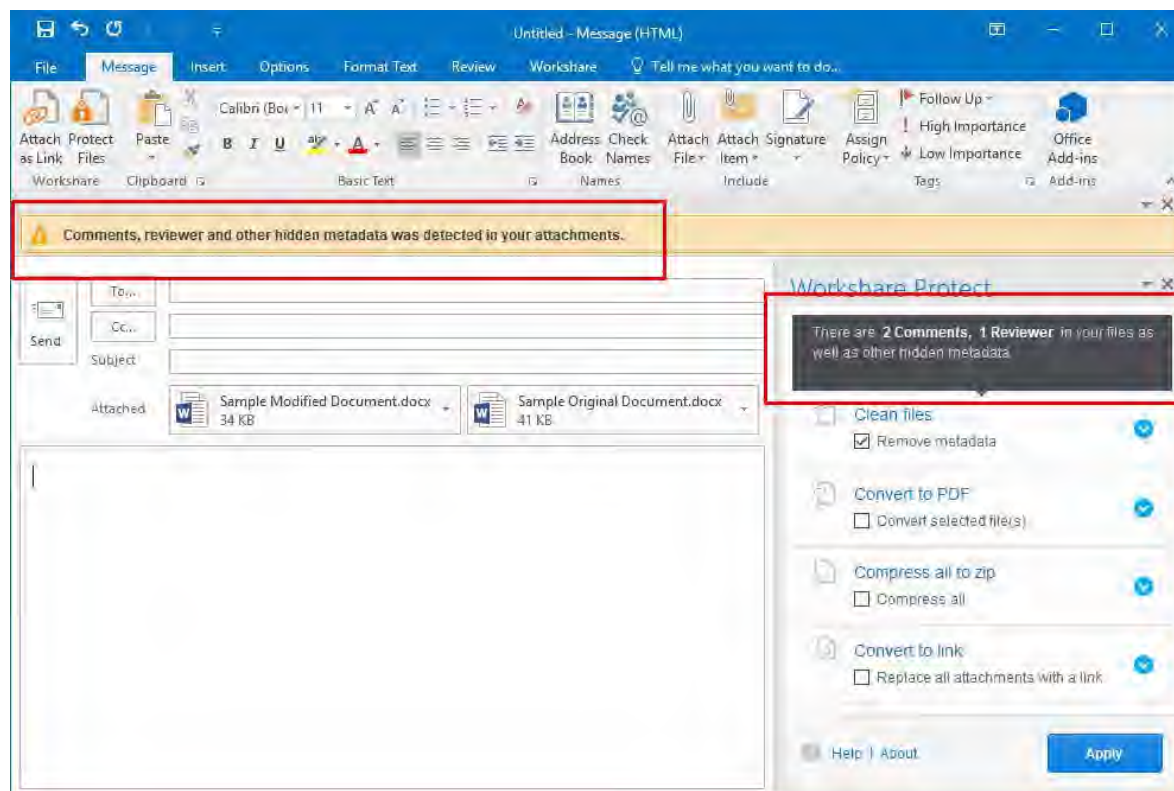 Untitled - Message (HTML)
File Message Insert Options Format Text Review Workshare Tell me what you want to do...
Attach as Link
Protect Files
Workshare
Paste
Clipboard
Calibri (Bo 11
B I U
Basic Text
Address Book
Check Names
Names
Attach File
Attach Item
Signature
Include
Assign Policy
Follow Up
High Importance
Low Importance
Tags
Office Add-ins
Add-ins
Comments, reviewer and other hidden metadata was detected in your attachments.
Send
To...
Cc...
Subject
Attached
Sample Modified Document.docx
34 KB
Sample Original Document.docx
41 KB
Workshare Protect
There are 2 Comments, 1 Reviewer in your files as
well as other hidden metadata
Clean files
Remove metadata
Convert to PDF
Convert selected file(s)
Compress all to zip
Compress all
Convert to link
Replace all attachments with a link
Help | About
Apply